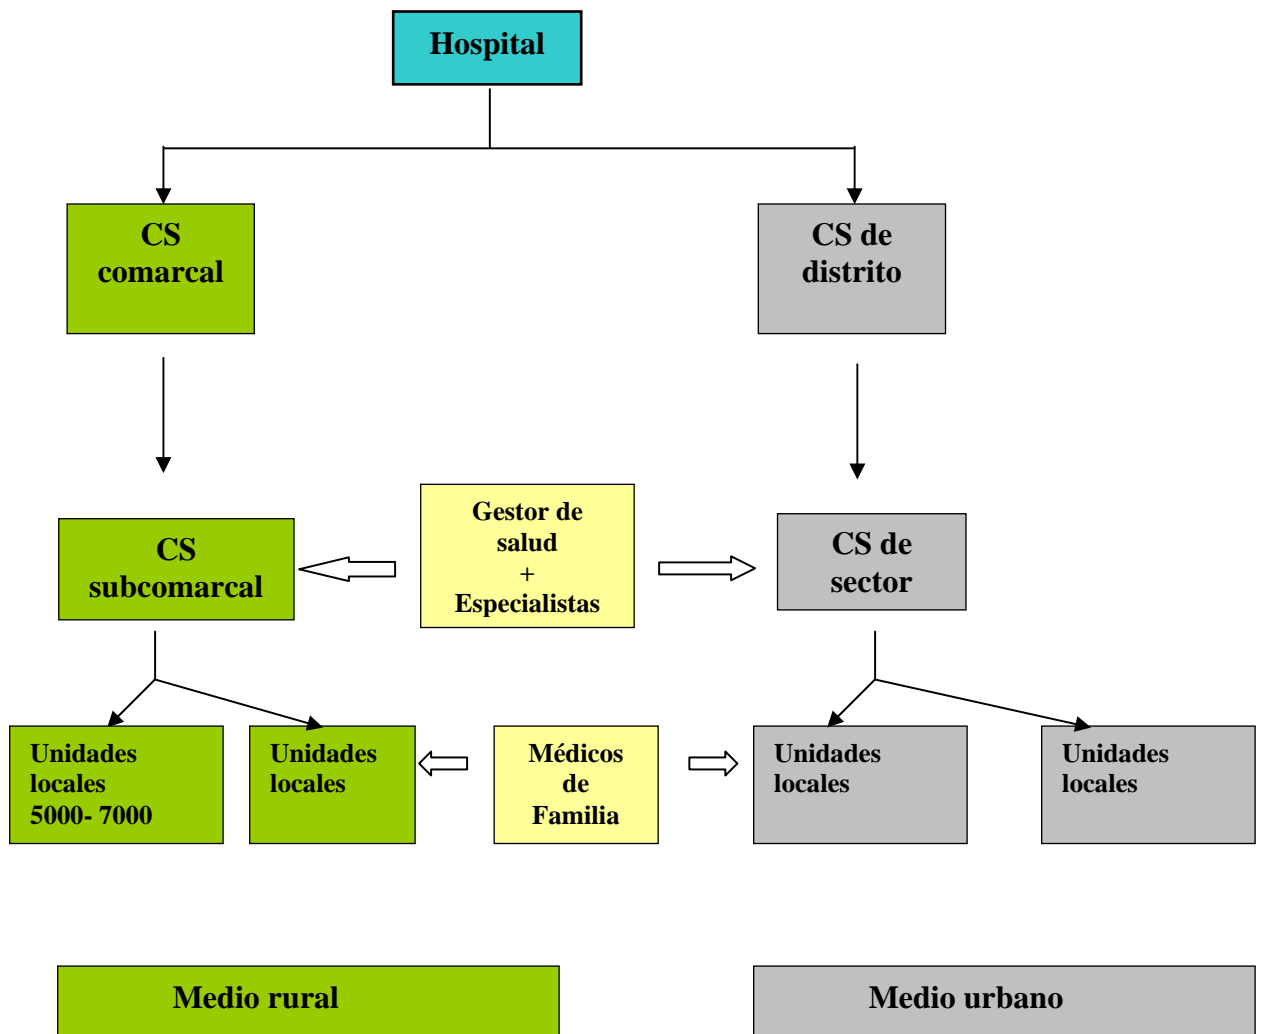 Hospital
CS
comarcal
CS de
distrito
Gestor de
salud
+
Especialistas
CS
subcomarcal
CS de
sector
Unidades
locales
5000- 7000
Unidades
locales
Médicos
de
Familia
Unidades
locales
Unidades
locales
Medio rural
Medio urbano